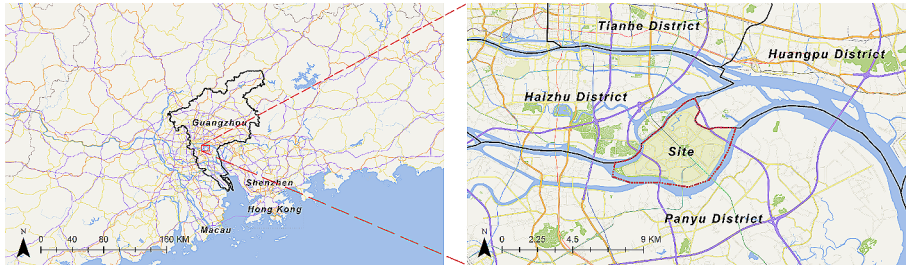 Guangzhou
Shenzhen
Hong Kong
Macau
N
0 40 80 160 KM
Tianhe District
Huangpu District
Haizhu District
Site
Panyu District
N
0 2.25 4.5 9 KM